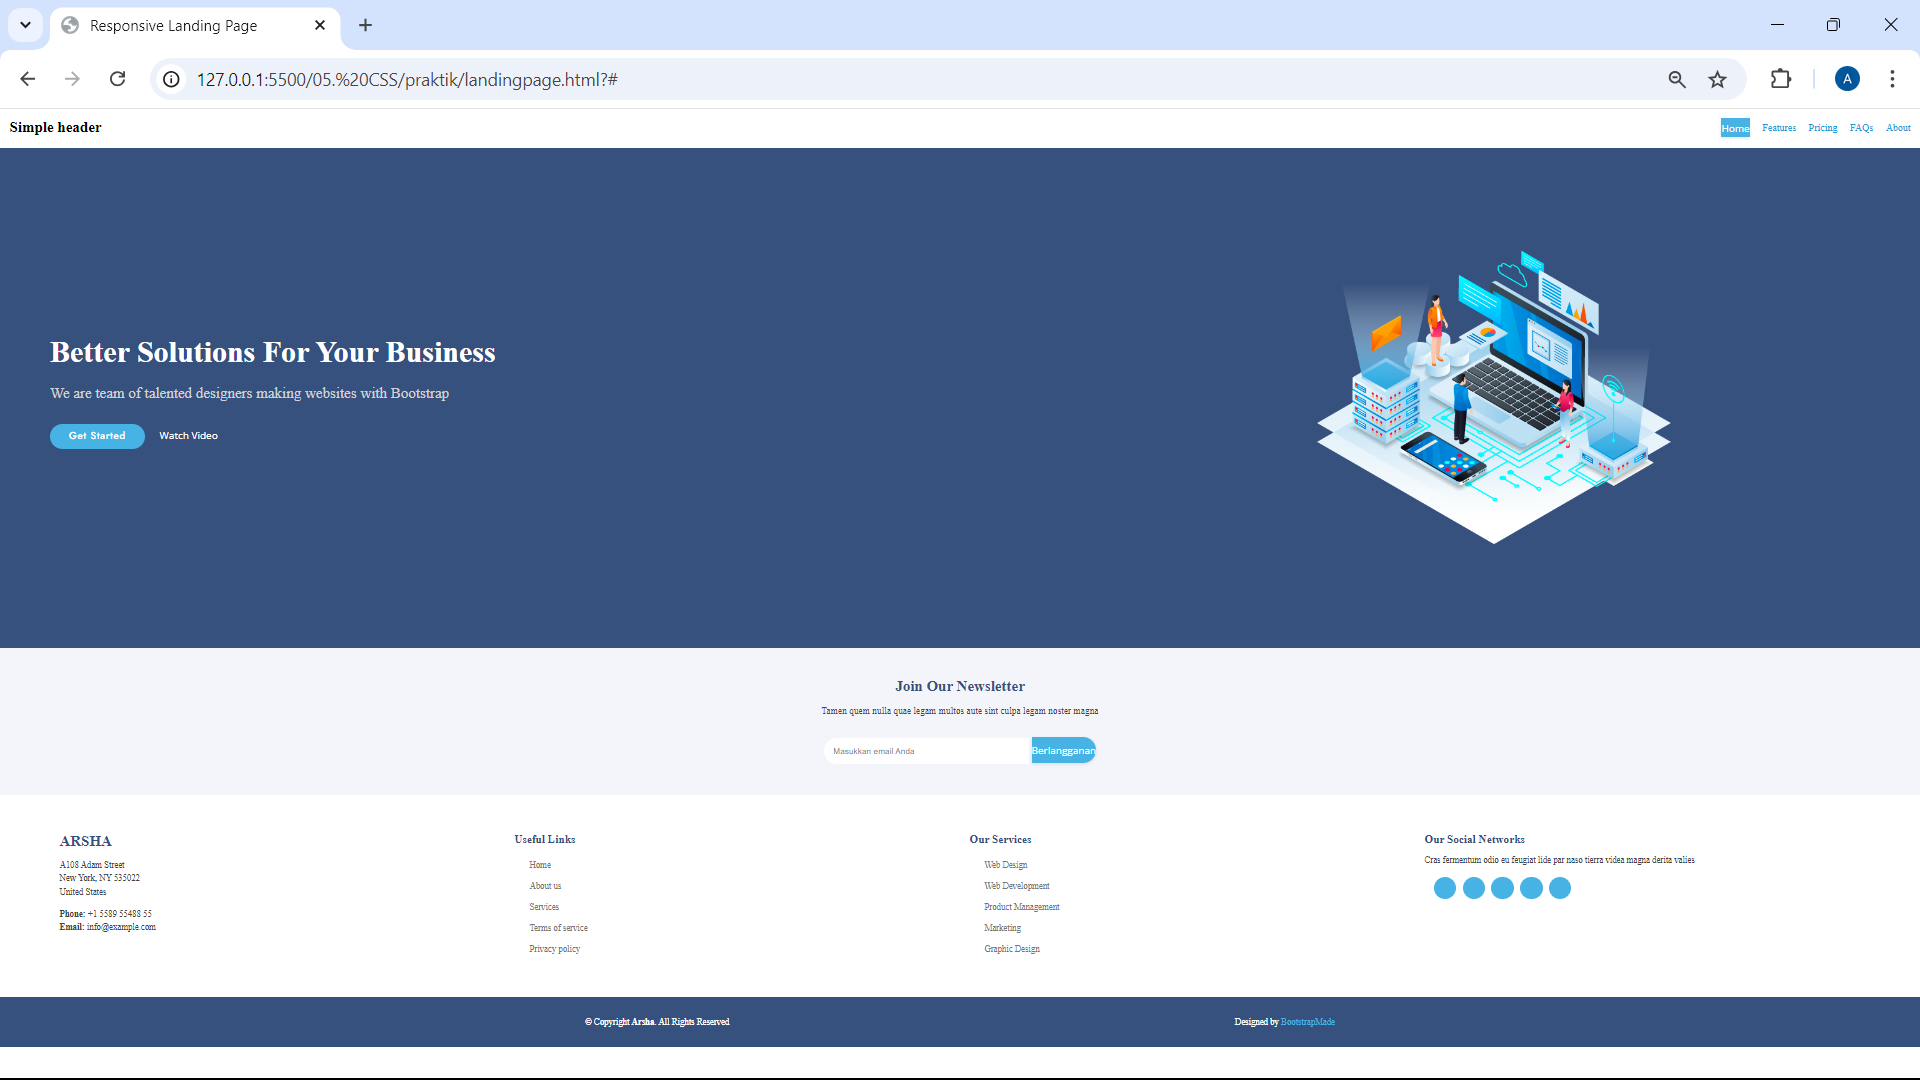 Responsive Landing Page
127.0.0.1:5500/05.%20CSS/praktik/landingpage.html?#
A
Simple header
Home Features Pricing FAQs About
Better Solutions For Your Business
We are team of talented designers making websites with Bootstrap
Get Started Watch Video
Join Our Newsletter
Tamen quem nulla quae legam multos aute sint culpa legam noster magna
Masukkan email Anda Berlangganan
ARSHA
A108 Adam Street
New York, NY 535022
United States
Phone: +1 5589 55488 55
Email: info@example.com
Useful Links
Home
About us
Services
Terms of service
Privacy policy
Our Services
Web Design
Web Development
Product Management
Marketing
Graphic Design
Our Social Networks
Cras fermentum odio eu feugiat lide par naso tierra videa magna derita valies
© Copyright Arsha. All Rights Reserved
Designed by BootstrapMade